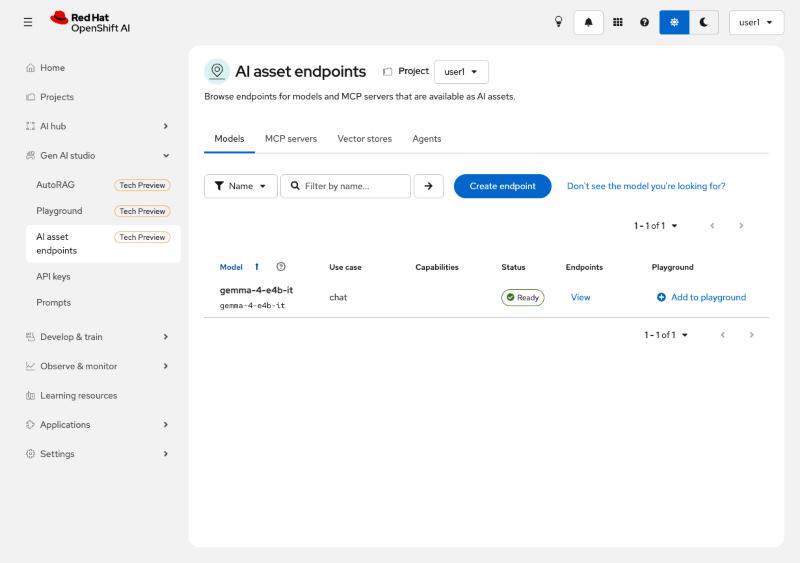 Red Hat
OpenShift AI
user1
Home
Projects
AI hub
Gen AI studio
AutoRAG
Tech Preview
Playground
Tech Preview
AI asset endpoints
Tech Preview
API keys
Prompts
Develop & train
Observe & monitor
Learning resources
Applications
Settings
AI asset endpoints
Project
user1
Browse endpoints for models and MCP servers that are available as AI assets.
Models
MCP servers
Vector stores
Agents
Name
Filter by name...
Create endpoint
Don't see the model you're looking for?
1 - 1 of 1
Model
Use case
Capabilities
Status
Endpoints
Playground
gemma-4-e4b-it
gemma-4-e4b-it
chat
Ready
View
Add to playground
1 - 1 of 1